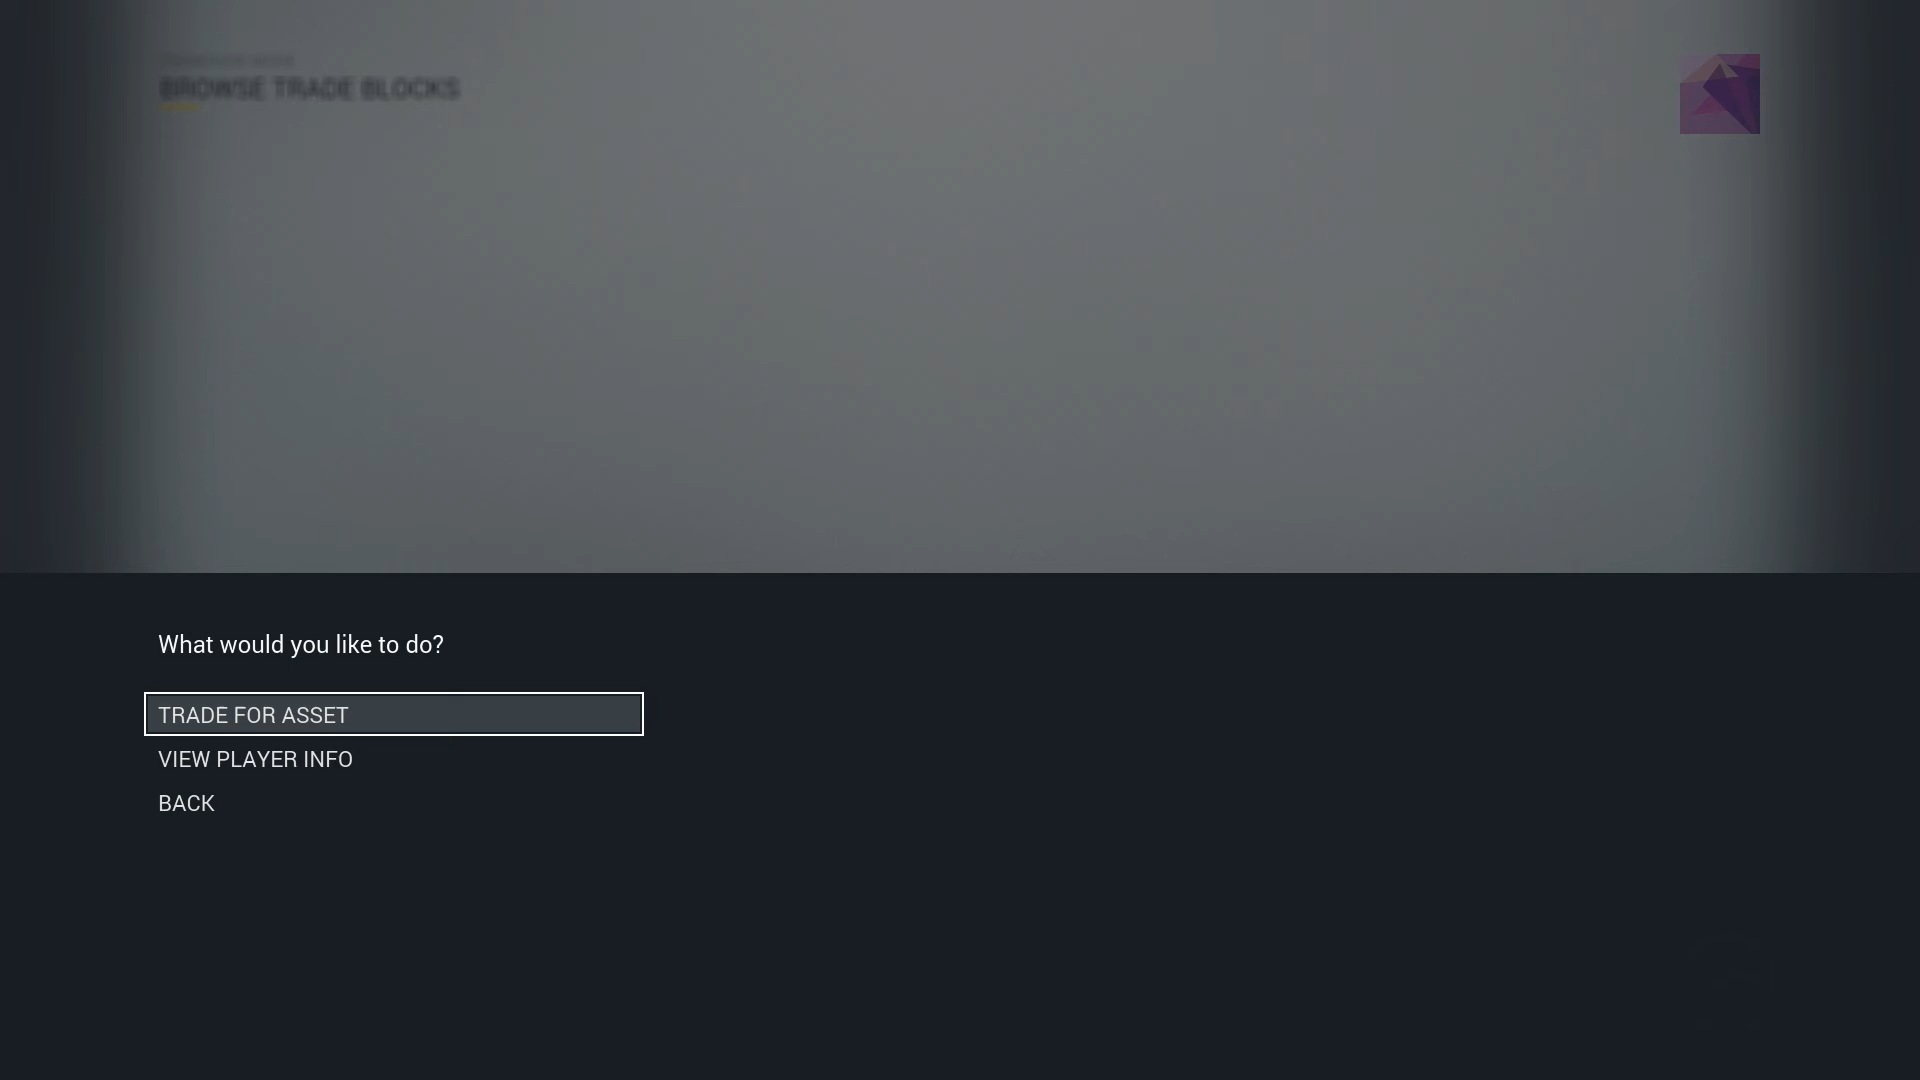 BROWSE TRADE BLOCKS
What would you like to do?
TRADE FOR ASSET
VIEW PLAYER INFO
BACK